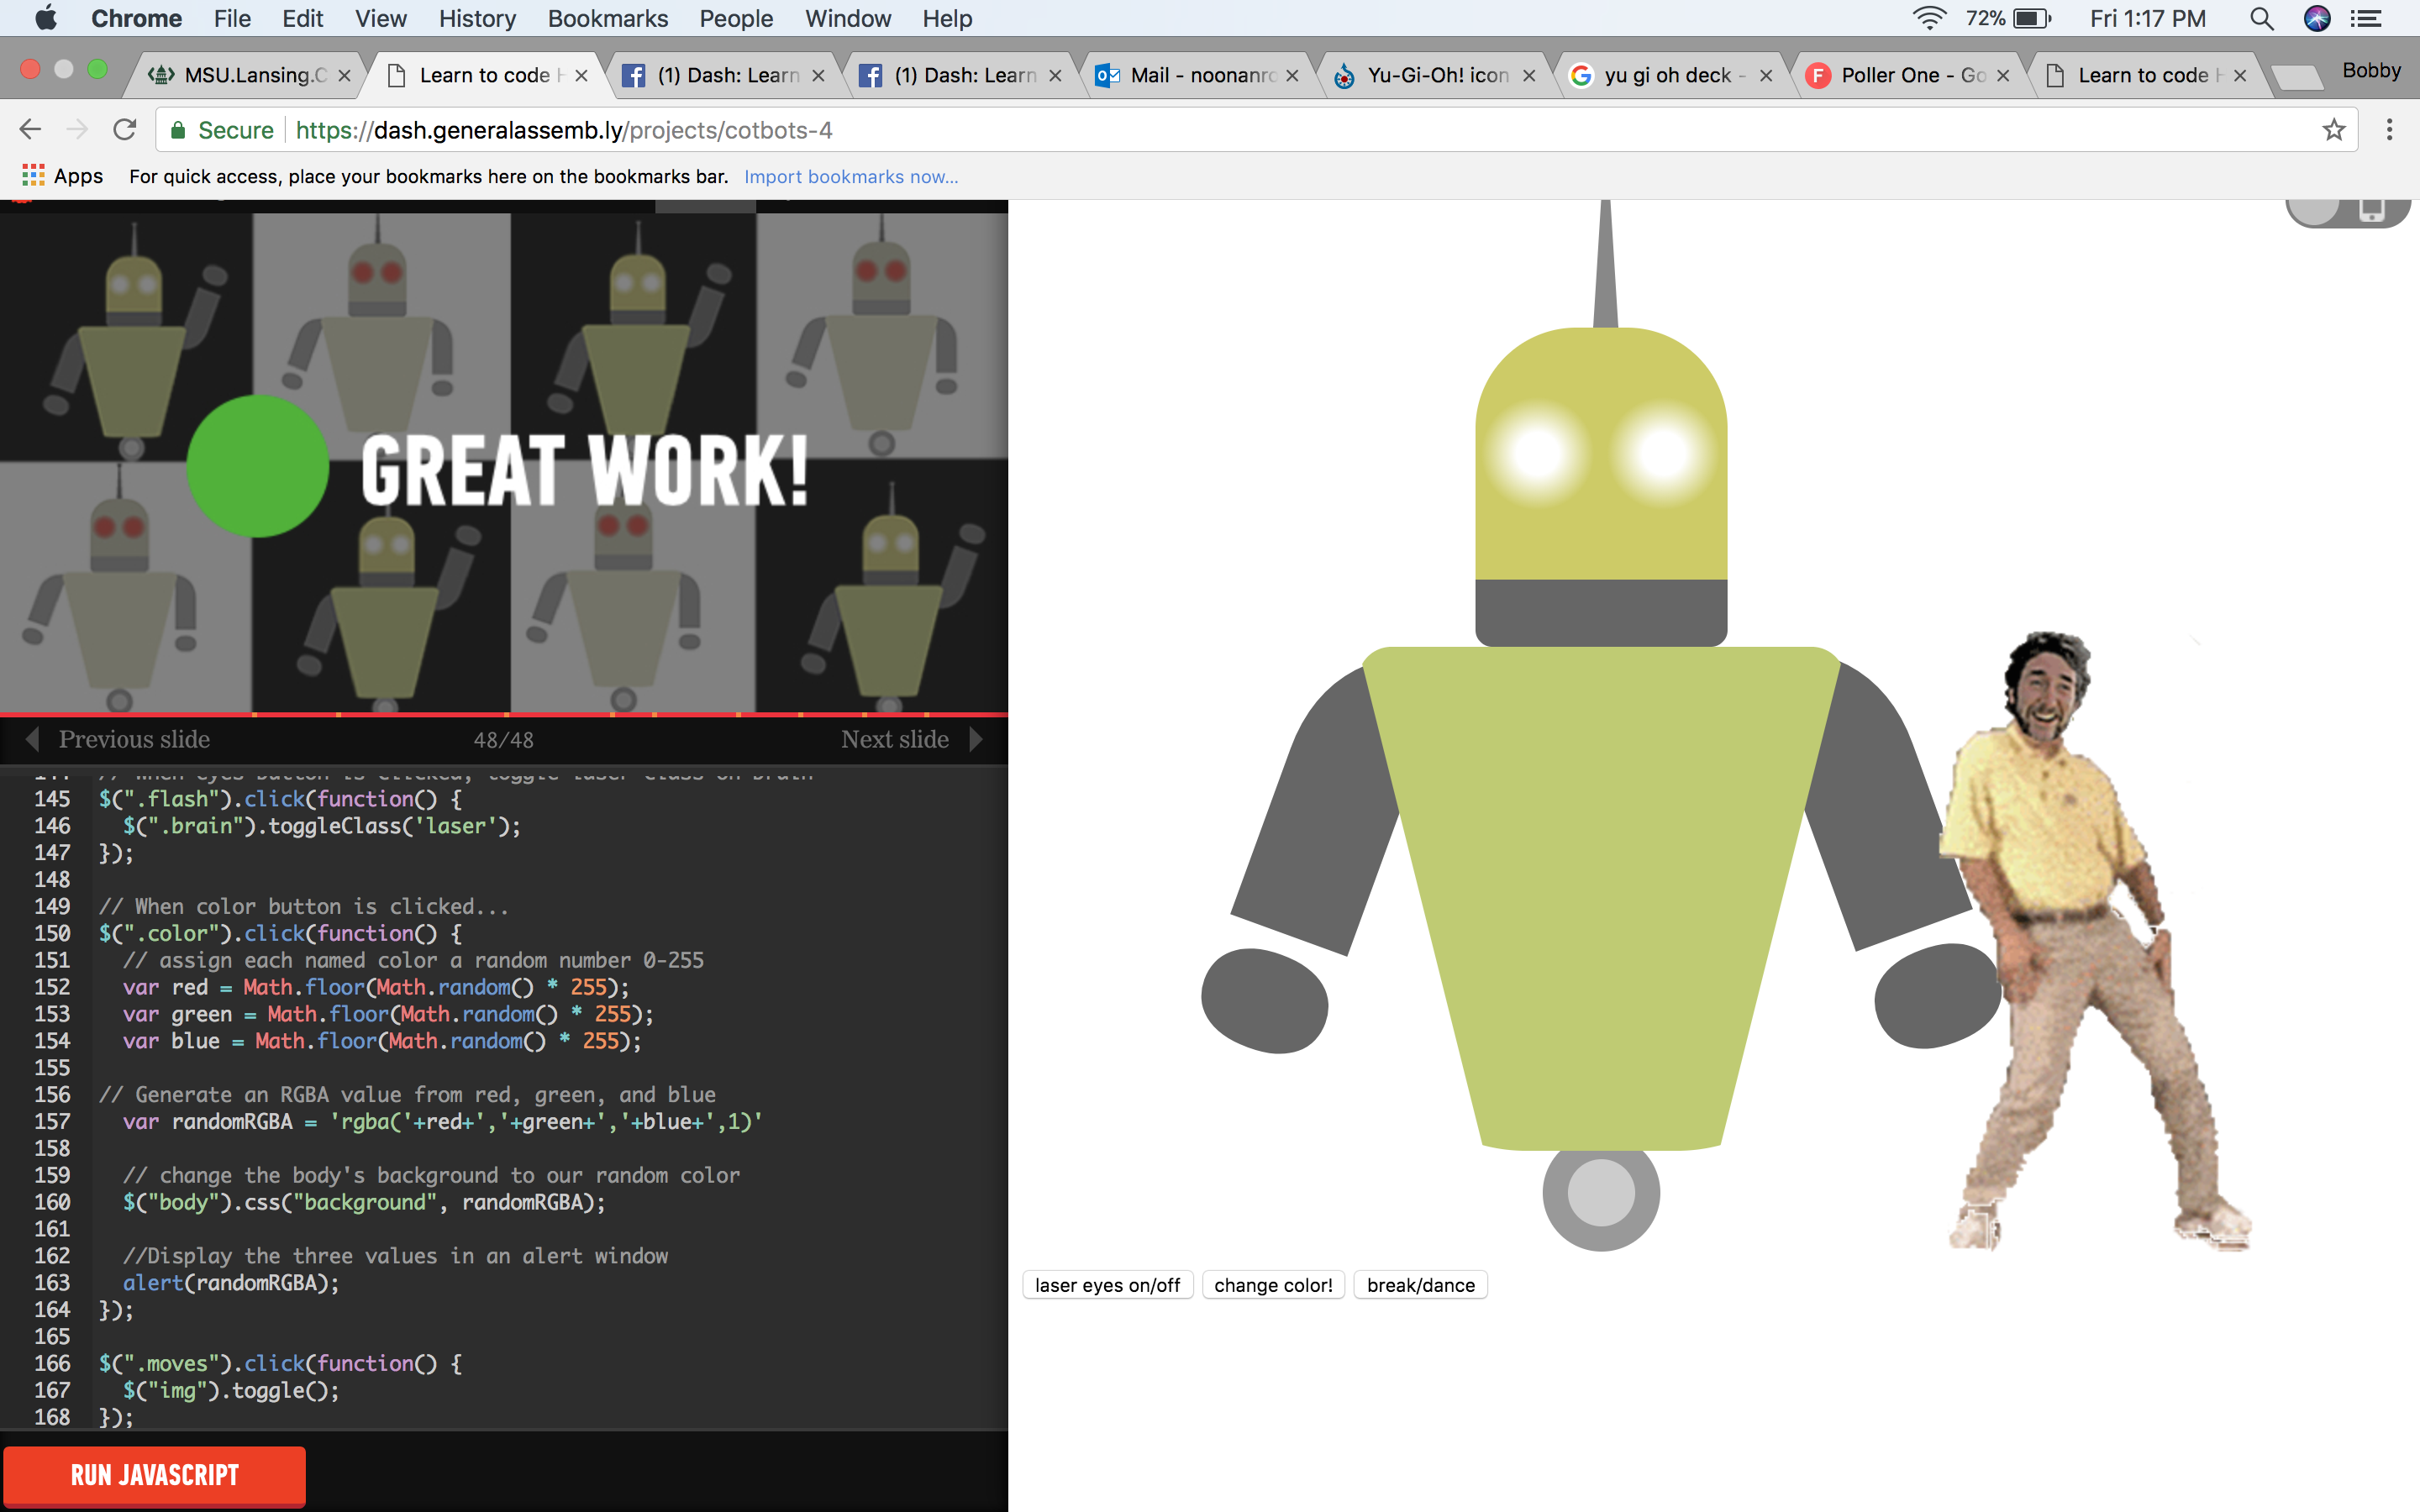 Chrome File Edit View History Bookmarks People Window Help 72% Fri 1:17 PM
MSU.Lansing.C Learn to code H (1) Dash: Learn (1) Dash: Learn Mail - noonanro Yu-Gi-Oh! icon yu gi oh deck - Poller One - Go Learn to code H Bobby
Secure https://dash.generalassemb.ly/projects/cotbots-4
Apps For quick access, place your bookmarks here on the bookmarks bar. Import bookmarks now...
GREAT WORK!
Previous slide 48/48 Next slide
145 $(".flash").click(function() {
146 $(".brain").toggleClass('laser');
147 });
148
149 // When color button is clicked...
150 $(".color").click(function() {
151 // assign each named color a random number 0-255
152 var red = Math.floor(Math.random() * 255);
153 var green = Math.floor(Math.random() * 255);
154 var blue = Math.floor(Math.random() * 255);
155
156 // Generate an RGBA value from red, green, and blue
157 var randomRGBA = 'rgba('+red+','+green+','+blue+',1)'
158
159 // change the body's background to our random color
160 $("body").css("background", randomRGBA);
161
162 //Display the three values in an alert window
163 alert(randomRGBA);
164 });
165
166 $(".moves").click(function() {
167 $("img").toggle();
168 });
RUN JAVASCRIPT
laser eyes on/off change color! break/dance